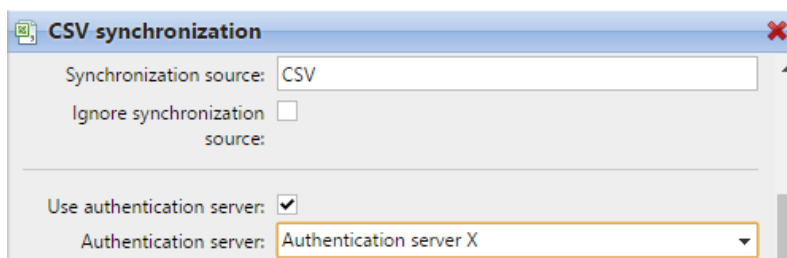 CSV synchronization
Synchronization source: CSV
Ignore synchronization
source:
Use authentication server:
Authentication server: Authentication server X